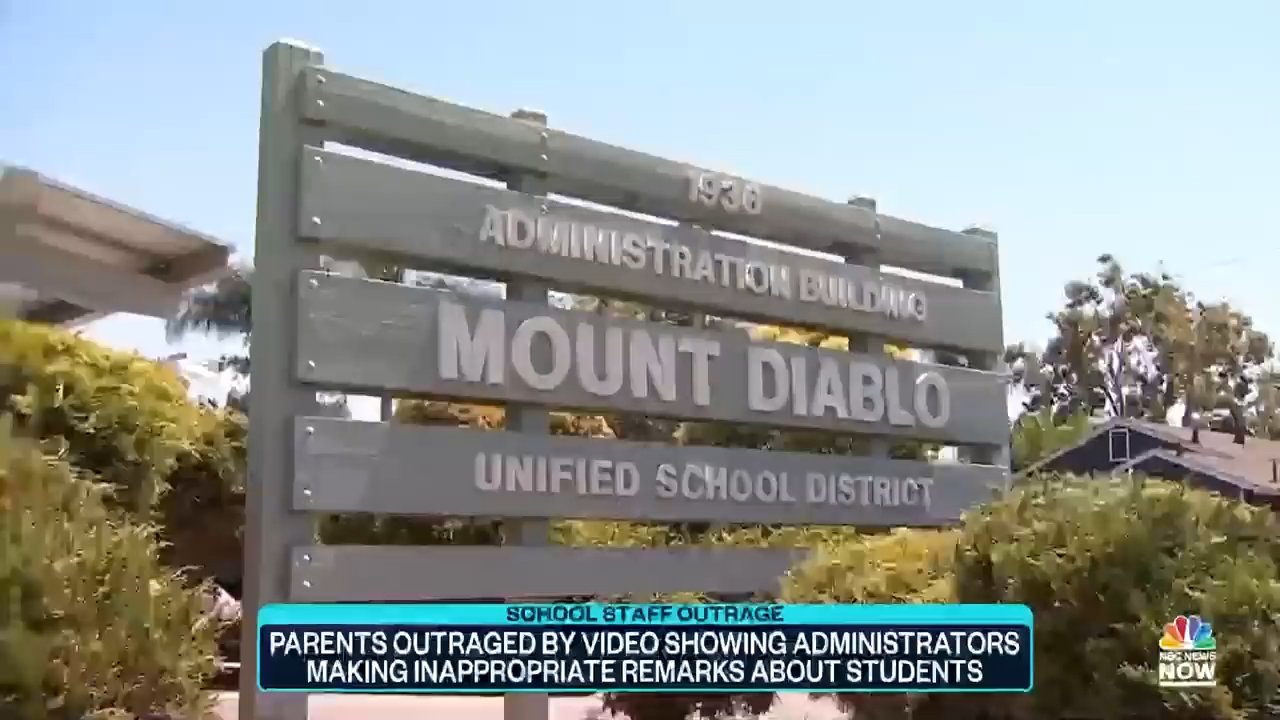 1936
ADMINISTRATION BUILDING
MOUNT DIABLO
UNIFIED SCHOOL DISTRICT
SCHOOL STAFF OUTRAGE
PARENTS OUTRAGED BY VIDEO SHOWING ADMINISTRATORS
MAKING INAPPROPRIATE REMARKS ABOUT STUDENTS
NBC NEWS
NOW